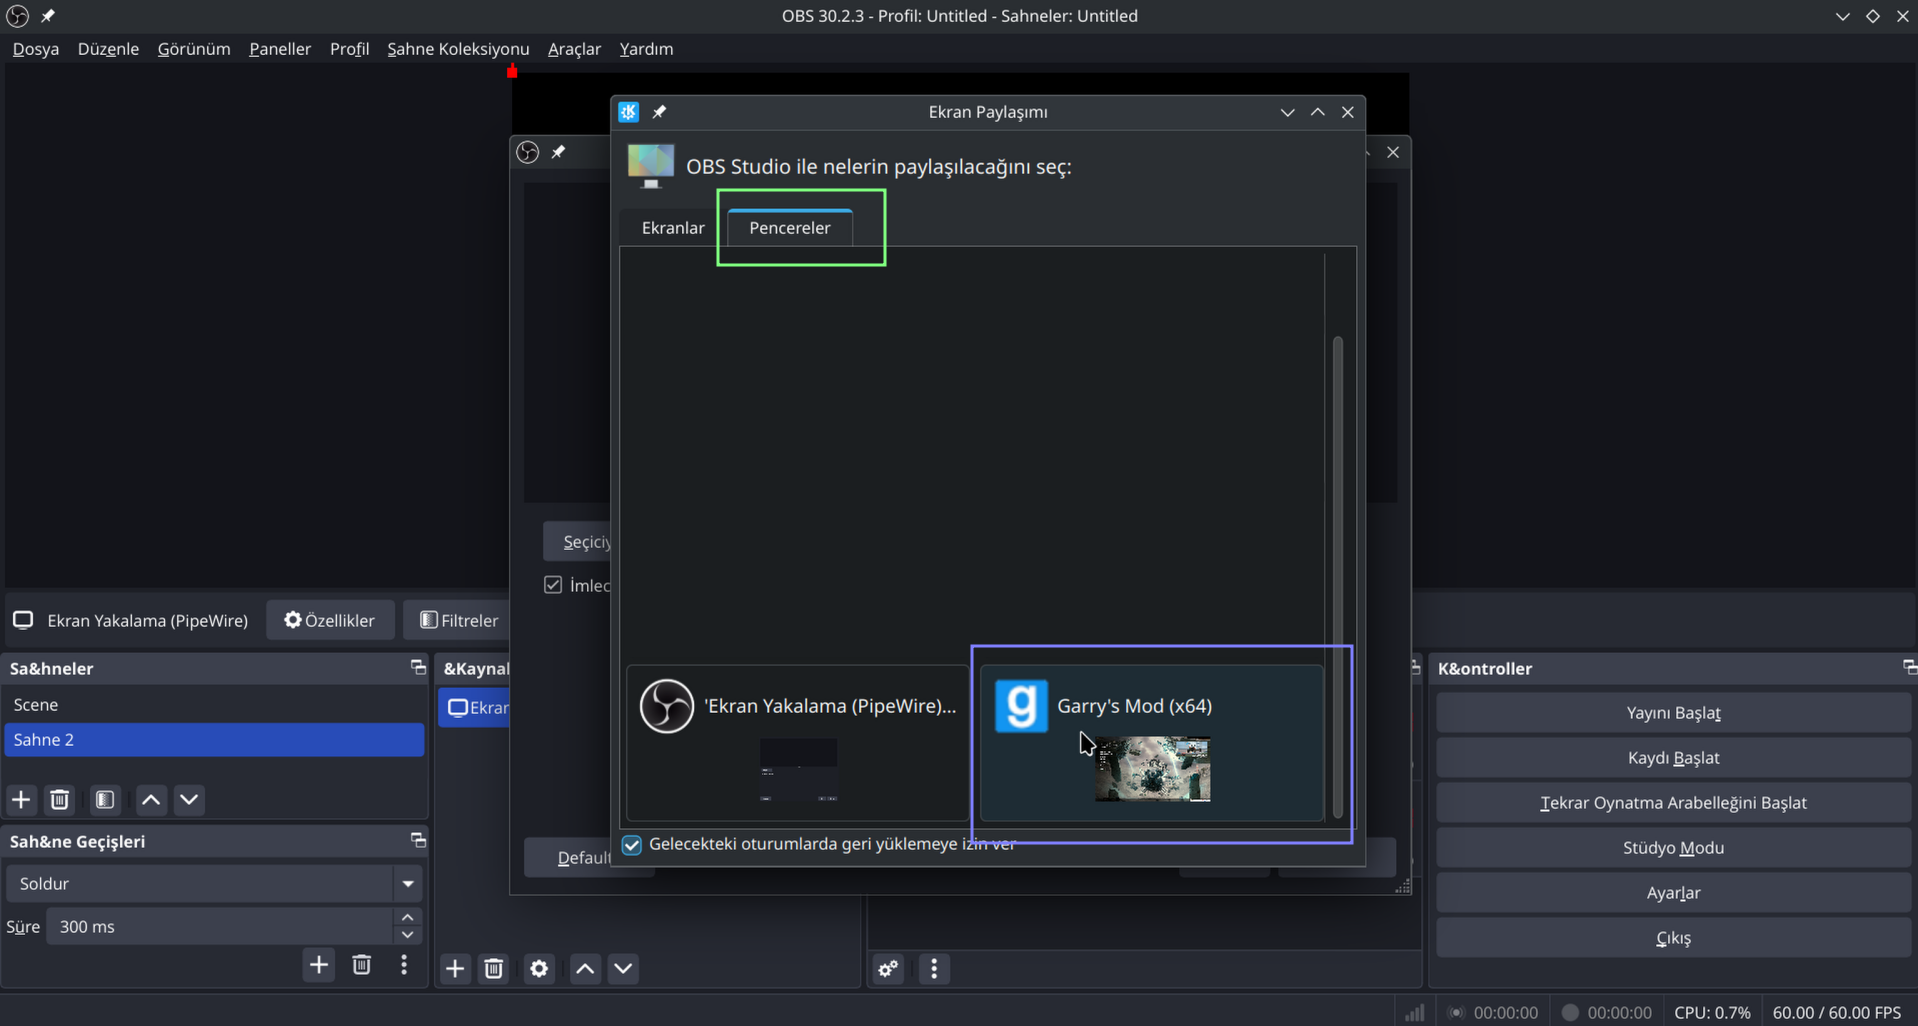 OBS 30.2.3 - Profil: Untitled - Sahneler: Untitled
Dosya Düzenle Görünüm Paneller Profil Sahne Koleksiyonu Araçlar Yardım
Ekran Paylaşımı
OBS Studio ile nelerin paylaşılacağını seç:
Ekranlar Pencereler
'Ekran Yakalama (PipeWire)...
Garry's Mod (x64)
Gelecekteki oturumlarda geri yüklemeye izin ver
Seçiciy
İmlec
Default
Ekran Yakalama (PipeWire) Özellikler Filtreler
Sa&hneler
Scene
Sahne 2
Sah&ne Geçişleri
Soldur
Süre 300 ms
&Kaynal
Ekrar
K&ontroller
Yayını Başlat
Kaydı Başlat
Tekrar Oynatma Arabelleğini Başlat
Stüdyo Modu
Ayarlar
Çıkış
00:00:00 00:00:00 CPU: 0.7% 60.00 / 60.00 FPS